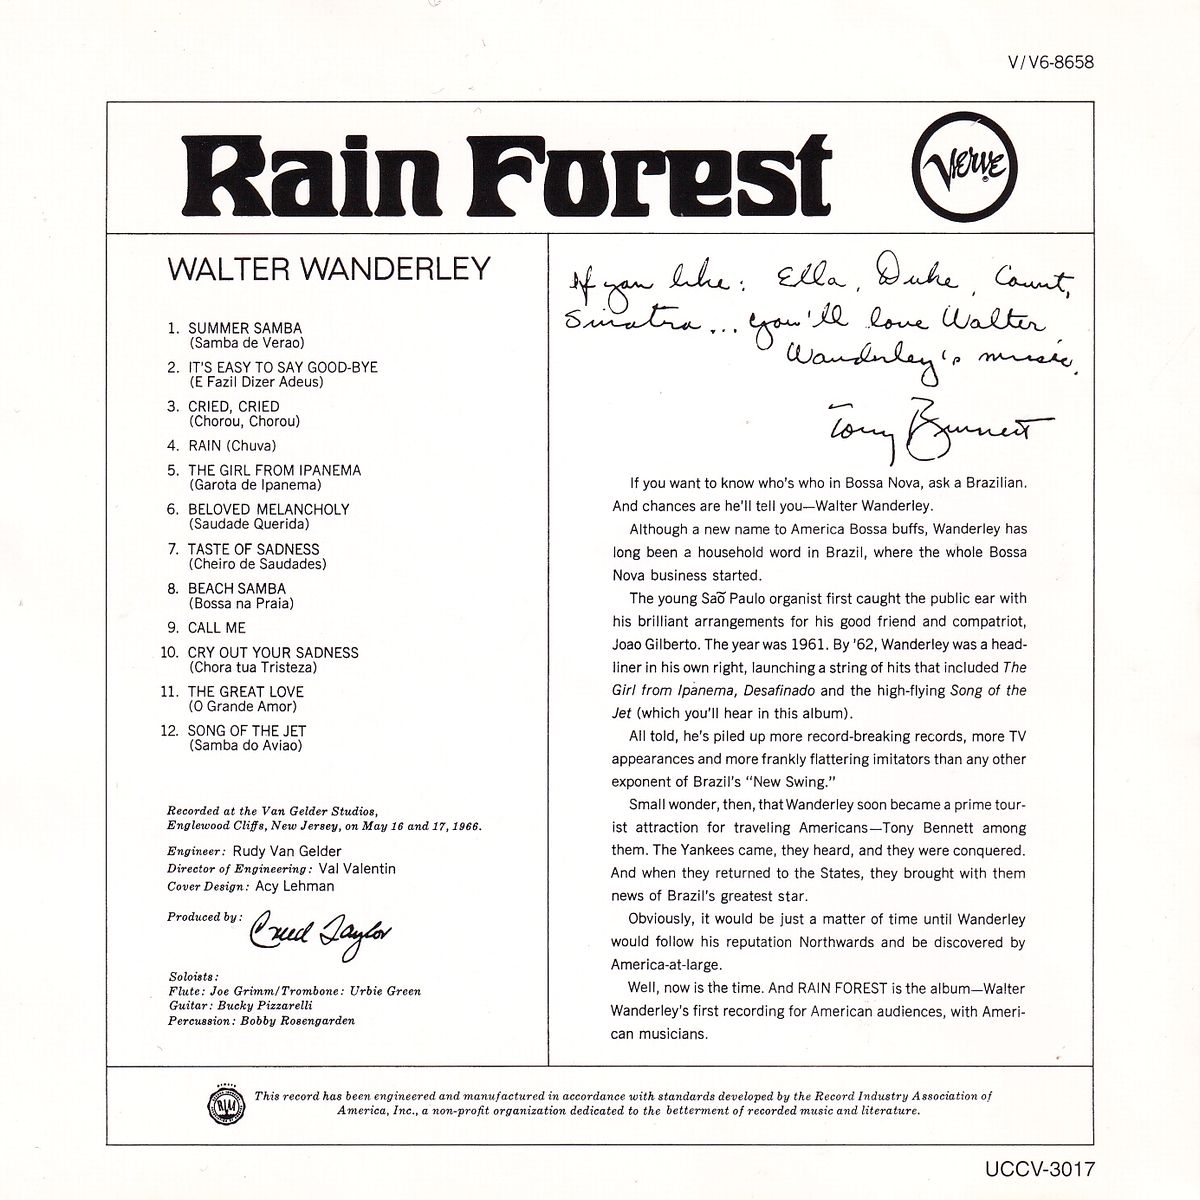 V/V6-8658
Rain Forest
VERVE
®
WALTER WANDERLEY
1. SUMMER SAMBA
(Samba de Verao)
2. IT'S EASY TO SAY GOOD-BYE
(E Fazil Dizer Adeus)
3. CRIED, CRIED
(Chorou, Chorou)
4. RAIN (Chuva)
5. THE GIRL FROM IPANEMA
(Garota de Ipanema)
6. BELOVED MELANCHOLY
(Saudade Querida)
7. TASTE OF SADNESS
(Cheiro de Saudades)
8. BEACH SAMBA
(Bossa na Praia)
9. CALL ME
10. CRY OUT YOUR SADNESS
(Chora tua Tristeza)
11. THE GREAT LOVE
(O Grande Amor)
12. SONG OF THE JET
(Samba do Aviao)
Recorded at the Van Gelder Studios,
Englewood Cliffs, New Jersey, on May 16 and 17, 1966.
Engineer: Rudy Van Gelder
Director of Engineering: Val Valentin
Cover Design: Acy Lehman
Produced by: Creed Taylor
Soloists:
Flute: Joe Grimm/Trombone: Urbie Green
Guitar: Bucky Pizzarelli
Percussion: Bobby Rosengarden
If you like: Ella, Duke, Count,
Sinatra... you'll love Walter
Wanderley's music.
Tony Bennett
If you want to know who's who in Bossa Nova, ask a Brazilian.
And chances are he'll tell you—Walter Wanderley.
Although a new name to America Bossa buffs, Wanderley has
long been a household word in Brazil, where the whole Bossa
Nova business started.
The young Saõ Paulo organist first caught the public ear with
his brilliant arrangements for his good friend and compatriot,
Joao Gilberto. The year was 1961. By '62, Wanderley was a head-
liner in his own right, launching a string of hits that included The
Girl from Ipanema, Desafinado and the high-flying Song of the
Jet (which you'll hear in this album).
All told, he's piled up more record-breaking records, more TV
appearances and more frankly flattering imitators than any other
exponent of Brazil's "New Swing."
Small wonder, then, that Wanderley soon became a prime tour-
ist attraction for traveling Americans—Tony Bennett among
them. The Yankees came, they heard, and they were conquered.
And when they returned to the States, they brought with them
news of Brazil's greatest star.
Obviously, it would be just a matter of time until Wanderley
would follow his reputation Northwards and be discovered by
America-at-large.
Well, now is the time. And RAIN FOREST is the album—Walter
Wanderley's first recording for American audiences, with Ameri-
can musicians.
This record has been engineered and manufactured in accordance with standards developed by the Record Industry Association of
America, Inc., a non-profit organization dedicated to the betterment of recorded music and literature.
UCCV-3017